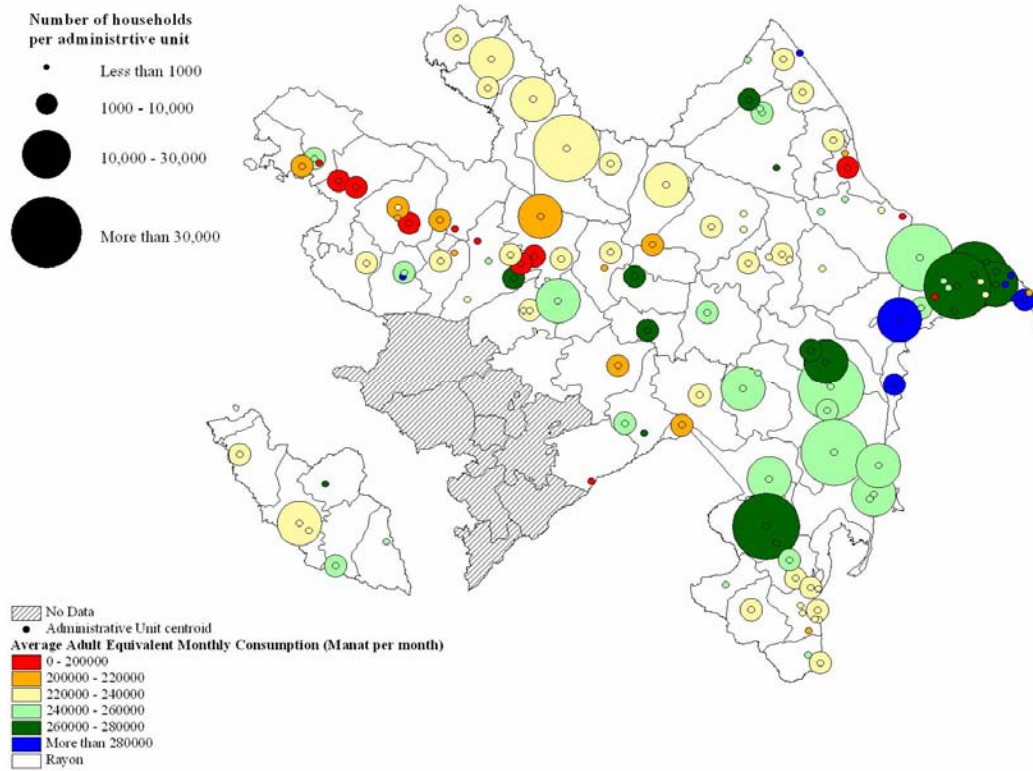 Number of households
per administrtive unit
Less than 1000
1000 - 10,000
10,000 - 30,000
More than 30,000
No Data
Administrative Unit centroid
Average Adult Equivalent Monthly Consumption (Manat per month)
0 - 200000
200000 - 220000
220000 - 240000
240000 - 260000
260000 - 280000
More than 280000
Rayon